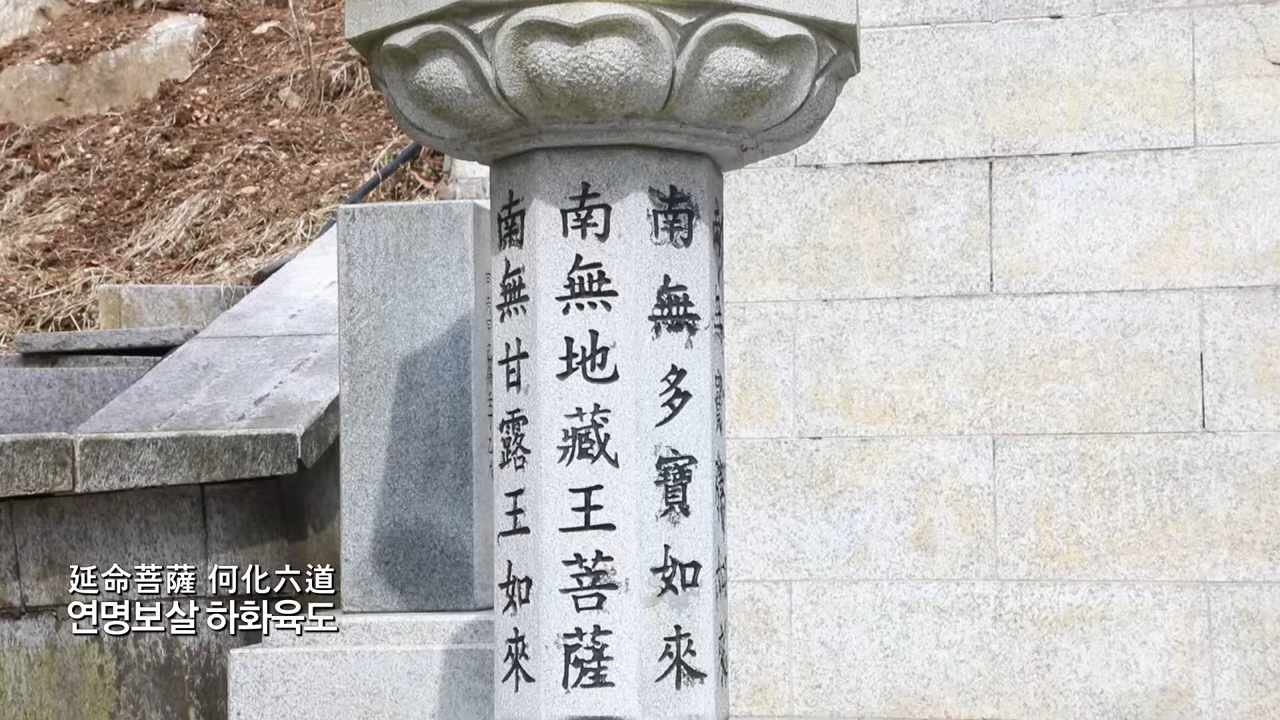 南無多寶如來
南無地藏王菩薩
南無甘露王如來
延命菩薩 何化六道
연명보살 하화육도